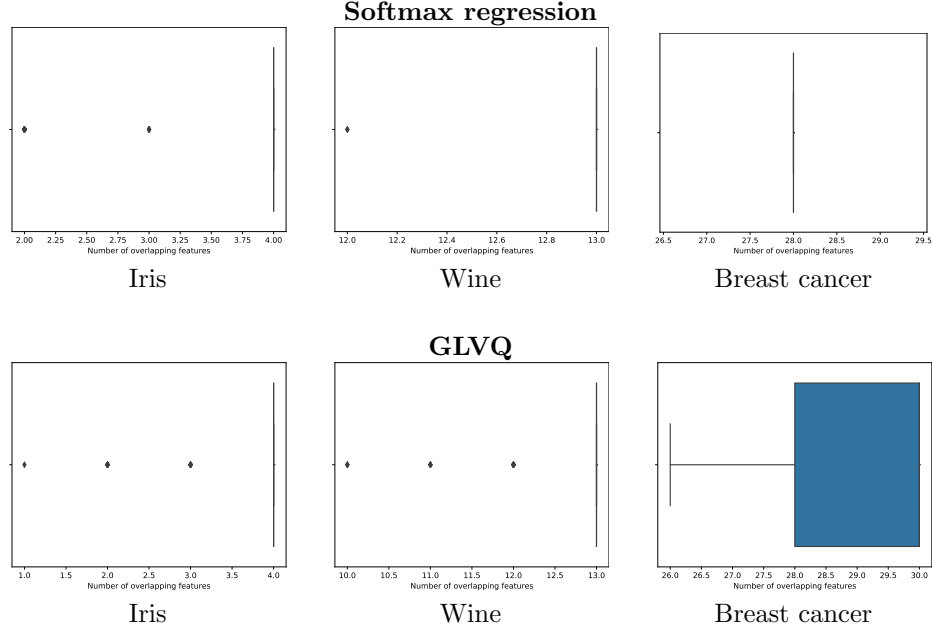 Softmax regression
2.00 2.25 2.50 2.75 3.00 3.25 3.50 3.75 4.00
Number of overlapping features
Iris
12.0 12.2 12.4 12.6 12.8 13.0
Number of overlapping features
Wine
26.5 27.0 27.5 28.0 28.5 29.0 29.5
Number of overlapping features
Breast cancer
GLVQ
1.0 1.5 2.0 2.5 3.0 3.5 4.0
Number of overlapping features
Iris
10.0 10.5 11.0 11.5 12.0 12.5 13.0
Number of overlapping features
Wine
26.0 26.5 27.0 27.5 28.0 28.5 29.0 29.5 30.0
Number of overlapping features
Breast cancer